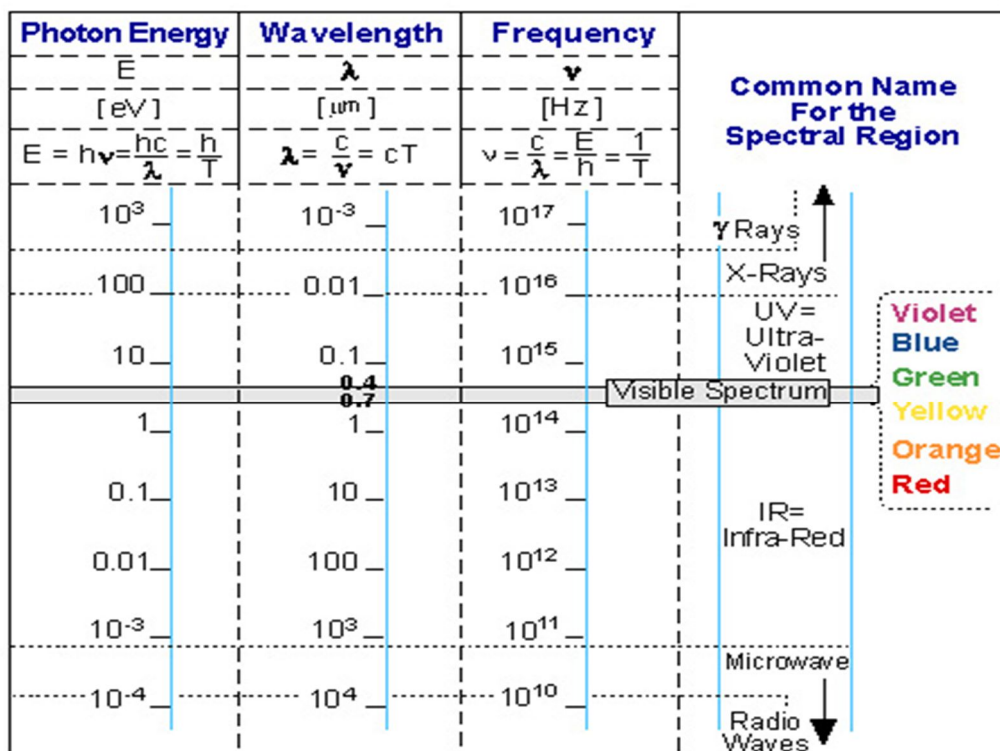 Photon Energy Wavelength Frequency
E λ ν
[eV] [μm] [Hz]
E = hν = hc/λ = h/T λ = c/ν = cT ν = c/λ = E/h = 1/T
Common Name
For the
Spectral Region
10³ 10⁻³ 10¹⁷
γ Rays
X-Rays
100 0.01 10¹⁶
UV=
Ultra-
Violet
10 0.1 10¹⁵
0.4
0.7
Visible Spectrum
Violet
Blue
Green
Yellow
Orange
Red
1 1 10¹⁴
0.1 10 10¹³
IR=
Infra-Red
0.01 100 10¹²
10⁻³ 10³ 10¹¹
Microwave
10⁻⁴ 10⁴ 10¹⁰
Radio
Waves